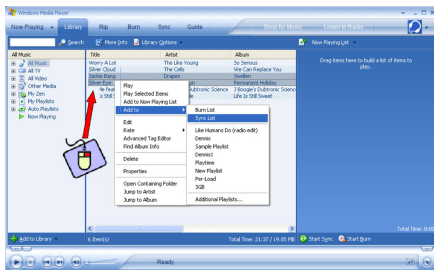 Windows Media Player
Now Playing Library Rip Burn Sync Guide Shop for Music Listen to Radio
Search More Info Library Options Now Playing List
All Music Title Artist Album
All Music Worry A Lot The Like Young So Serious
All TV Silver Cloud The Cells We Can Replace You
All Video Jackie Bang Drapes Swollen
Other Media Silver Eye Permanent Holiday
My Zen Dubtronic Science J Boogie's Dubtronic Scienc
My Playlists Life Is Still Sweet
Auto Playlists
Now Playing
Drag items here to build a list of items to
play.
Play
Play Selected Items
Add to Now Playing List
Add to
Edit
Rate
Advanced Tag Editor
Find Album Info
Delete
Properties
Open Containing Folder
Jump to Artist
Jump to Album
Burn List
Sync List
Like Humans Do (radio edit)
Dennis
Sample Playlist
Dennis1
Playtime
New Playlist
Per-Load
3GB
Additional Playlists...
Total Time: 0:00
Add to Library 6 Item(s) Total Time: 21:37 / 19.05 MB Start Sync Start Burn
Ready